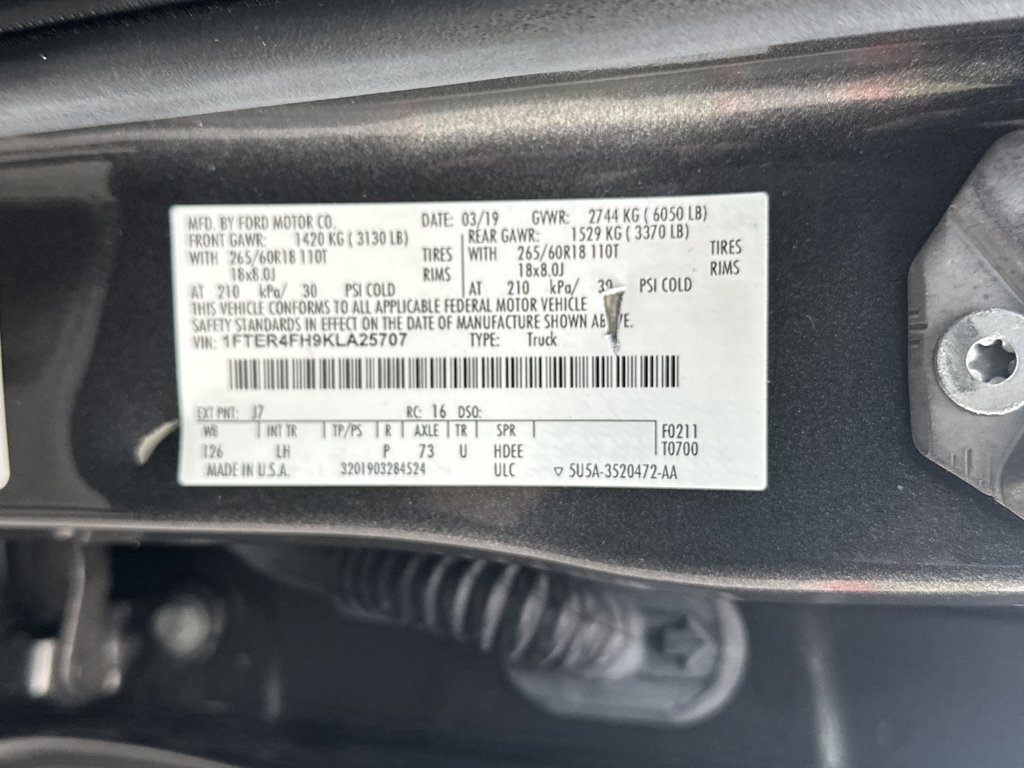 MFD. BY FORD MOTOR CO. DATE: 03/19 GVWR: 2744 KG ( 6050 LB)
FRONT GAWR: 1420 KG ( 3130 LB) REAR GAWR: 1529 KG ( 3370 LB)
WITH 265/60R18 110T TIRES WITH 265/60R18 110T TIRES
18x8.0J RIMS 18x8.0J RIMS
AT 210 kPa/ 30 PSI COLD AT 210 kPa/ 30 PSI COLD
THIS VEHICLE CONFORMS TO ALL APPLICABLE FEDERAL MOTOR VEHICLE
SAFETY STANDARDS IN EFFECT ON THE DATE OF MANUFACTURE SHOWN ABOVE.
VIN: 1FTER4FH9KLA25707 TYPE: Truck
EXT PNT: J7 RC: 16 DSO:
WB INT TR TP/PS R AXLE TR SPR F0211
126 LH P 73 U HDEE T0700
MADE IN U.S.A. 3201903284524 ULC ▽ 5U5A-3520472-AA